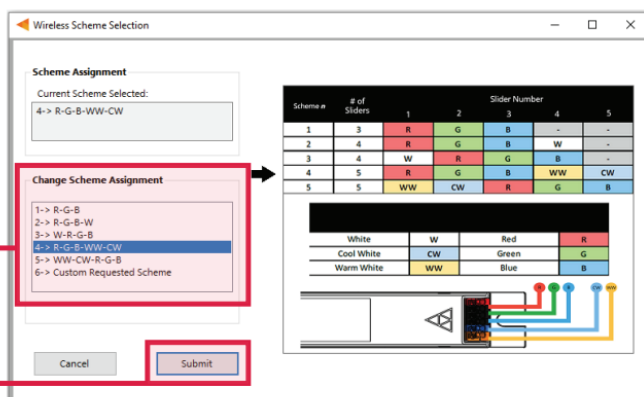 Wireless Scheme Selection
Scheme Assignment
Current Scheme Selected:
4-> R-G-B-WW-CW
Change Scheme Assignment
1-> R-G-B
2-> R-G-B-W
3-> W-R-G-B
4-> R-G-B-WW-CW
5-> WW-CW-R-G-B
6-> Custom Requested Scheme
Cancel
Submit
Scheme # # of Sliders Slider Number
1 2 3 4 5
1 3 R G B - -
2 4 R G B W -
3 4 W R G B -
4 5 R G B WW CW
5 5 WW CW R G B
White W Red R
Cool White CW Green G
Warm White WW Blue B
R G B CW WW